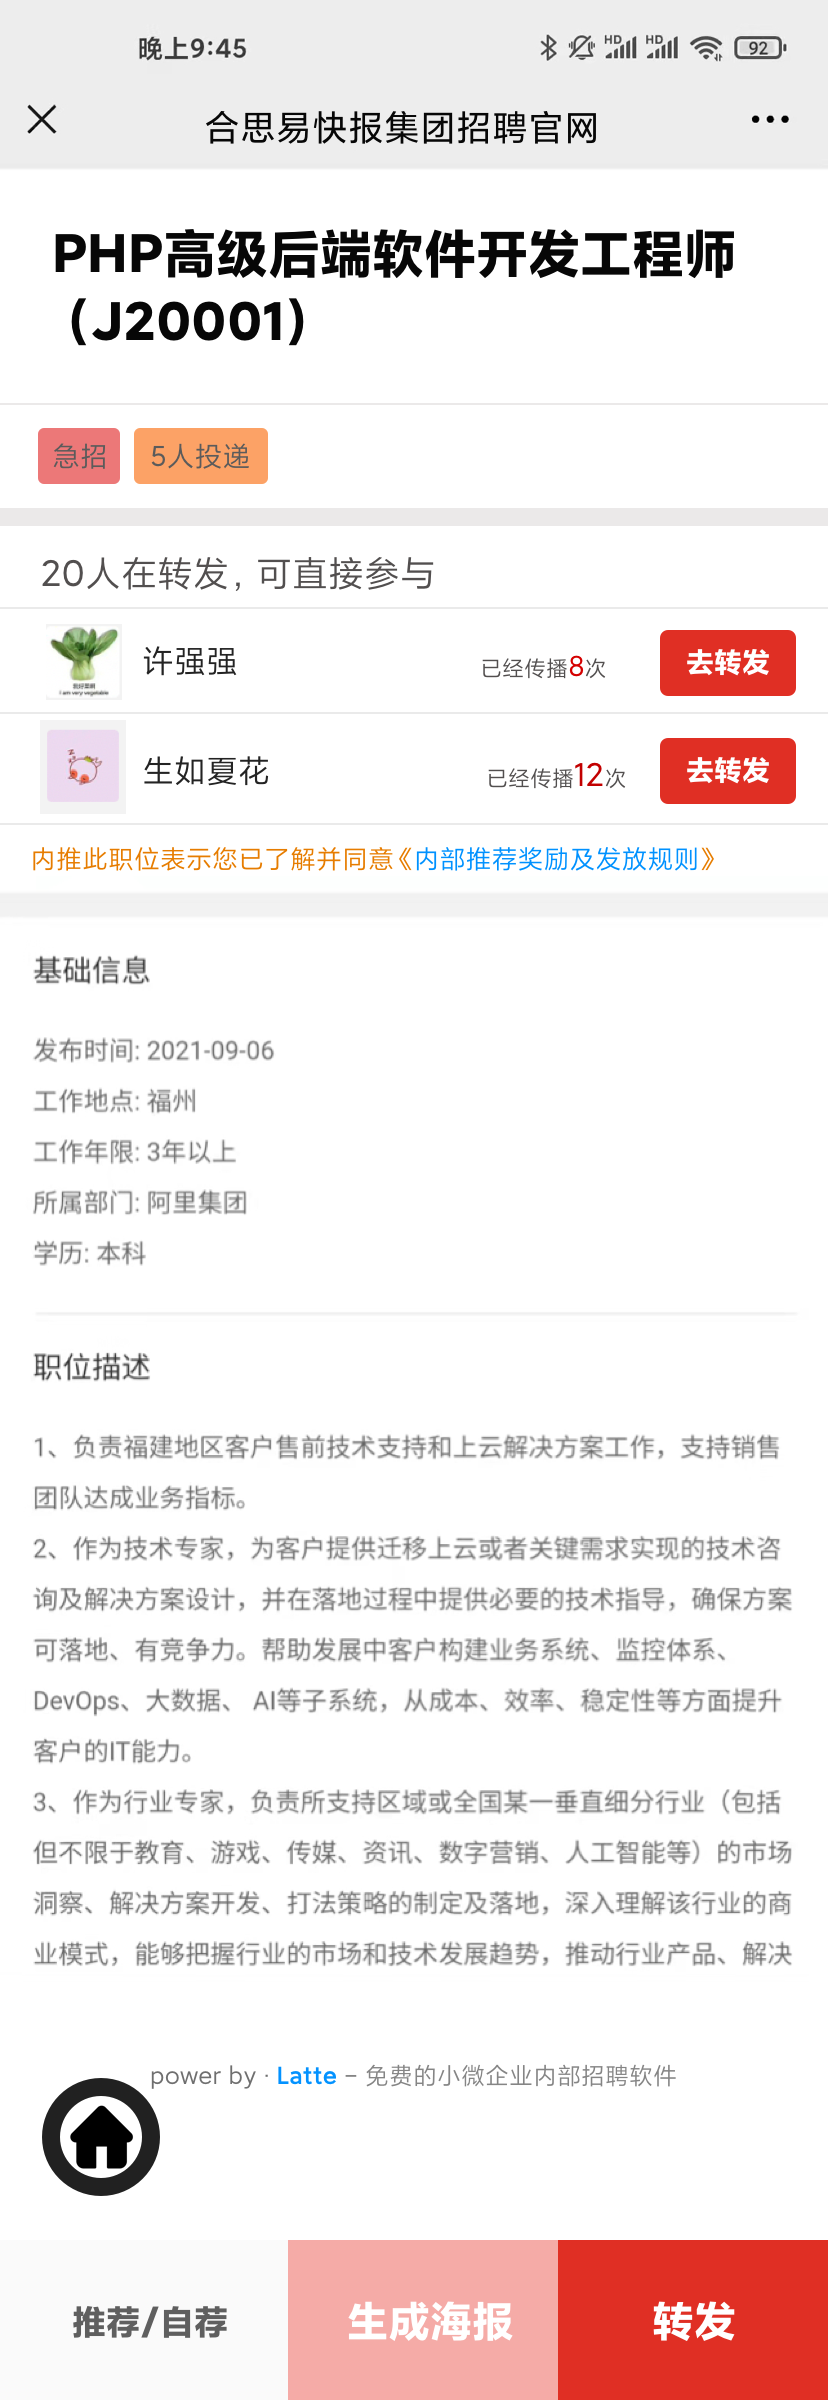 晚上9:45
HD HD 92
合思易快报集团招聘官网
PHP高级后端软件开发工程师
（J20001）
急招 5人投递
20人在转发，可直接参与
我好菜啊
I am very vegetable
许强强 已经传播8次 去转发
生如夏花 已经传播12次 去转发
内推此职位表示您已了解并同意《内部推荐奖励及发放规则》
基础信息
发布时间: 2021-09-06
工作地点: 福州
工作年限: 3年以上
所属部门: 阿里集团
学历: 本科
职位描述
1、负责福建地区客户售前技术支持和上云解决方案工作，支持销售
团队达成业务指标。
2、作为技术专家，为客户提供迁移上云或者关键需求实现的技术咨
询及解决方案设计，并在落地过程中提供必要的技术指导，确保方案
可落地、有竞争力。帮助发展中客户构建业务系统、监控体系、
DevOps、大数据、 AI等子系统，从成本、效率、稳定性等方面提升
客户的IT能力。
3、作为行业专家，负责所支持区域或全国某一垂直细分行业（包括
但不限于教育、游戏、传媒、资讯、数字营销、人工智能等）的市场
洞察、解决方案开发、打法策略的制定及落地，深入理解该行业的商
业模式，能够把握行业的市场和技术发展趋势，推动行业产品、解决
power by · Latte – 免费的小微企业内部招聘软件
推荐/自荐 生成海报 转发